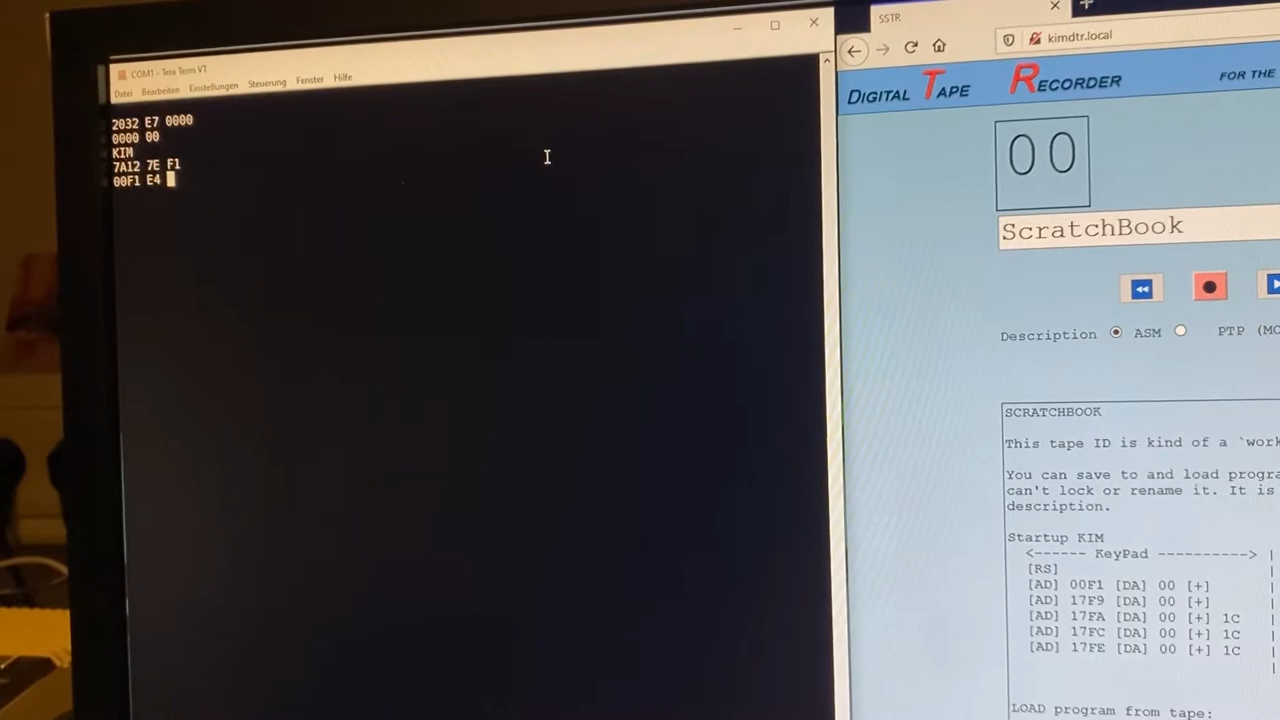 COM1 - Tera Term VT
Datei Bearbeiten Einstellungen Steuerung Fenster Hilfe
2032 E7 0000
0000 00
KIM
7A12 7E F1
00F1 E4
SSTR
kimdtr.local
DIGITAL TAPE RECORDER FOR THE
00
ScratchBook
Description ASM PTP (MO
SCRATCHBOOK
This tape ID is kind of a `work
You can save to and load progra
can't lock or rename it. It is
description.
Startup KIM
<------ KeyPad ----------> |
[RS] |
[AD] 00F1 [DA] 00 [+] |
[AD] 17F9 [DA] 00 [+] |
[AD] 17FA [DA] 00 [+] 1C |
[AD] 17FC [DA] 00 [+] 1C |
[AD] 17FE [DA] 00 [+] 1C |
|
LOAD program from tape: